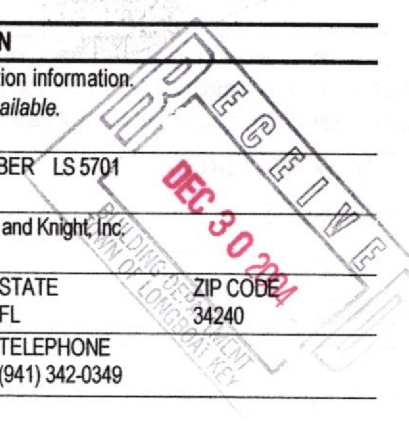 N
tion information.
ailable.
BER LS 5701
and Knight, Inc.
STATE ZIP CODE
FL 34240
TELEPHONE
(941) 342-0349
RECEIVED
DEC 30 2004
BUILDING DEPARTMENT
TOWN OF LONGBOAT KEY